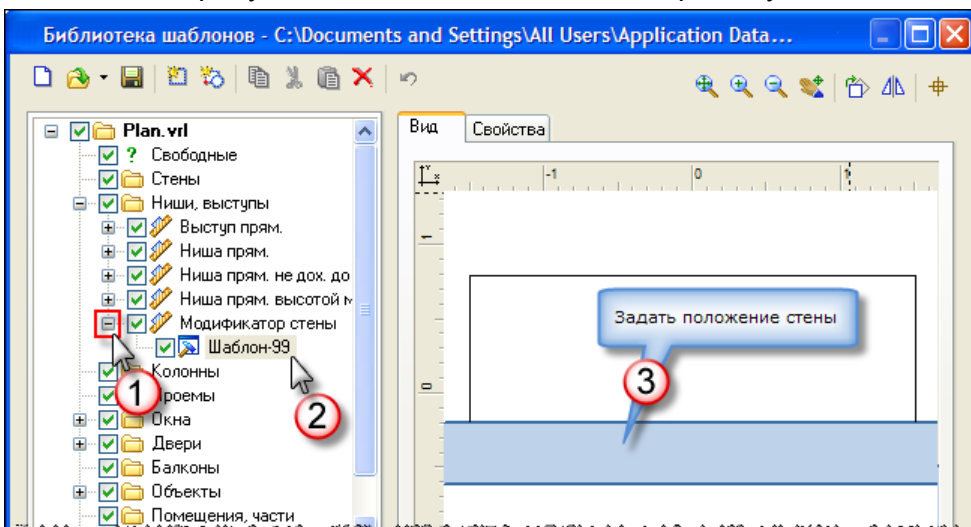 Библиотека шаблонов - C:\Documents and Settings\All Users\Application Data...
Plan.vrl
Вид Свойства
? Свободные
Стены
-1 0 1
Ниши, выступы
Выступ прям.
Ниша прям.
1
Ниша прям. не дох. до
Ниша прям. высотой
Модификатор стены
Задать положение стены
Шаблон-99
Колонны
1
3
0
Проемы
2
Окна
Двери
Балконы
Объекты
Помещения, части